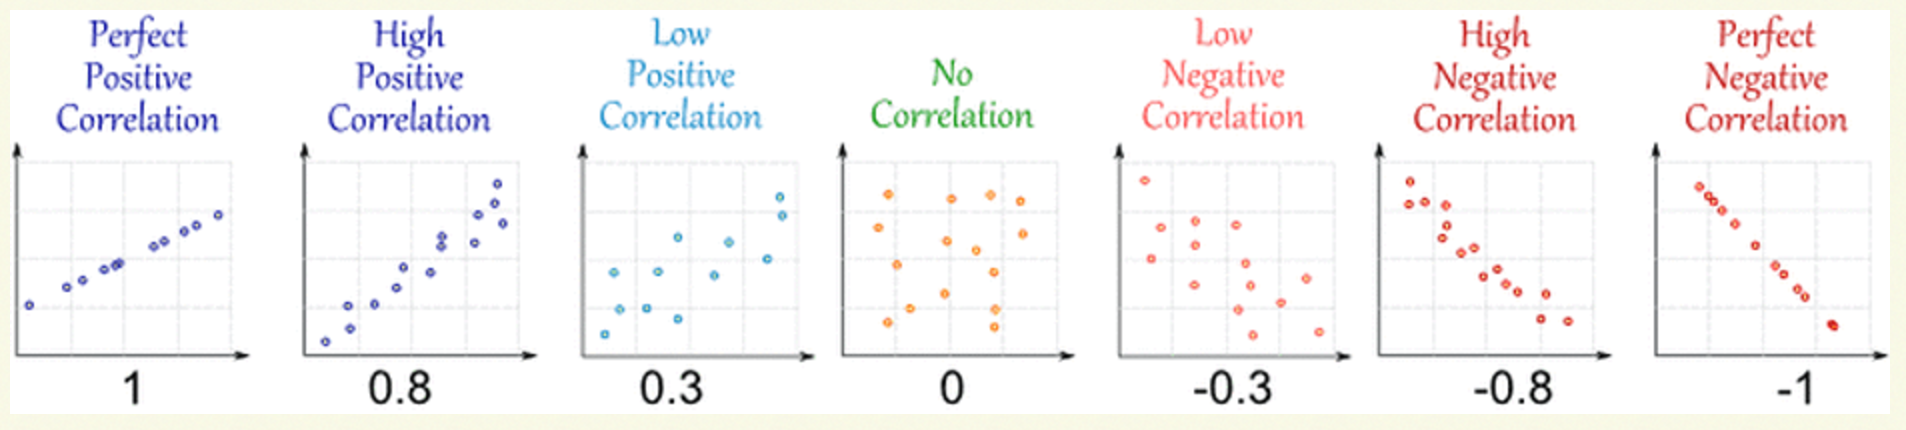 Perfect
Positive
Correlation
High
Positive
Correlation
Low
Positive
Correlation
No
Correlation
Low
Negative
Correlation
High
Negative
Correlation
Perfect
Negative
Correlation
1
0.8
0.3
0
-0.3
-0.8
-1